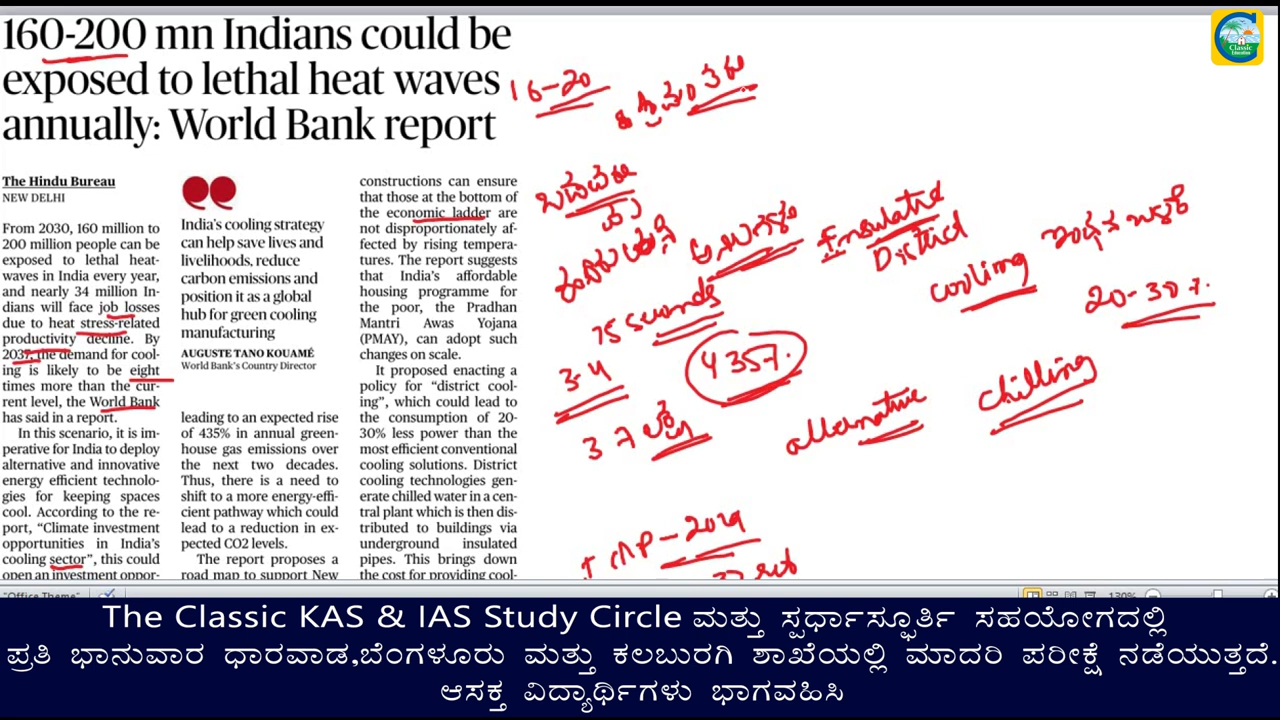 160-200 mn Indians could be
exposed to lethal heat waves
annually: World Bank report
Classic
Education
The Hindu Bureau
NEW DELHI
From 2030, 160 million to
200 million people can be
exposed to lethal heat-
waves in India every year,
and nearly 34 million In-
dians will face job losses
due to heat stress-related
productivity decline. By
2037, the demand for cool-
ing is likely to be eight
times more than the cur-
rent level, the World Bank
has said in a report.
In this scenario, it is im-
perative for India to deploy
alternative and innovative
energy efficient technolo-
gies for keeping spaces
cool. According to the re-
port, “Climate investment
opportunities in India’s
cooling sector”, this could
open an investment oppor-
India’s cooling strategy
can help save lives and
livelihoods, reduce
carbon emissions and
position it as a global
hub for green cooling
manufacturing
AUGUSTE TANO KOUAMÉ
World Bank’s Country Director
leading to an expected rise
of 435% in annual green-
house gas emissions over
the next two decades.
Thus, there is a need to
shift to a more energy-effi-
cient pathway which could
lead to a reduction in ex-
pected CO2 levels.
The report proposes a
road map to support New
constructions can ensure
that those at the bottom of
the economic ladder are
not disproportionately af-
fected by rising tempera-
tures. The report suggests
that India’s affordable
housing programme for
the poor, the Pradhan
Mantri Awas Yojana
(PMAY), can adopt such
changes on scale.
It proposed enacting a
policy for “district cool-
ing”, which could lead to
the consumption of 20-
30% less power than the
most efficient conventional
cooling solutions. District
cooling technologies gen-
erate chilled water in a cen-
tral plant which is then dis-
tributed to buildings via
underground insulated
pipes. This brings down
the cost for providing cool-
16-20
District
cooling
20-30%
15 seconds
3.4
435%
37
alternative
chilling
"Office Theme"
130%
The Classic KAS & IAS Study Circle ಮತ್ತು ಸ್ಪರ್ಧಾಸ್ಫೂರ್ತಿ ಸಹಯೋಗದಲ್ಲಿ
ಪ್ರತಿ ಭಾನುವಾರ ಧಾರವಾಡ,ಬೆಂಗಳೂರು ಮತ್ತು ಕಲಬುರಗಿ ಶಾಖೆಯಲ್ಲಿ ಮಾದರಿ ಪರೀಕ್ಷೆ ನಡೆಯುತ್ತದೆ.
ಆಸಕ್ತ ವಿದ್ಯಾರ್ಥಿಗಳು ಭಾಗವಹಿಸಿ